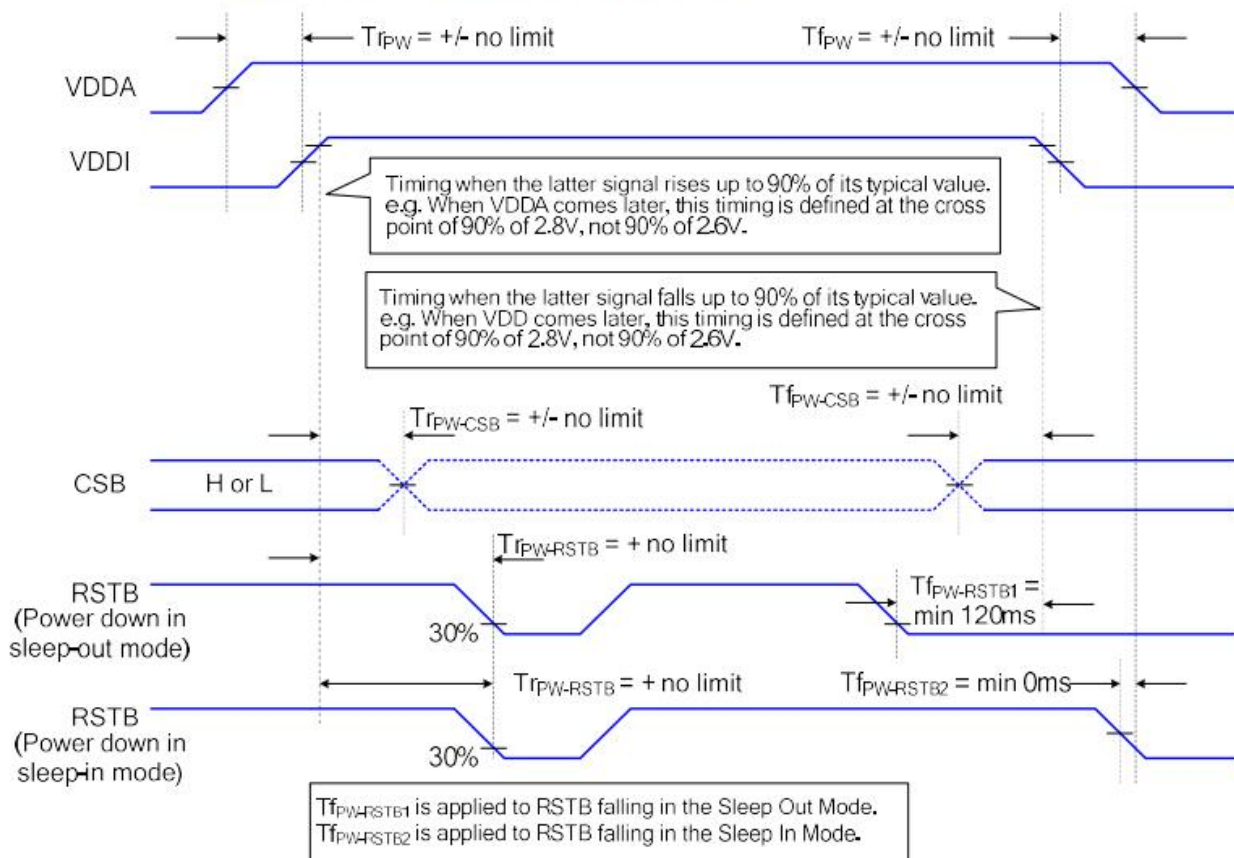 TrPW = +/- no limit
TfPW = +/- no limit
VDDA
VDDI
Timing when the latter signal rises up to 90% of its typical value.
e.g. When VDDA comes later, this timing is defined at the cross
point of 90% of 2.8V, not 90% of 2.6V.
Timing when the latter signal falls up to 90% of its typical value.
e.g. When VDD comes later, this timing is defined at the cross
point of 90% of 2.8V, not 90% of 2.6V.
TrPW-CSB = +/- no limit
TfPW-CSB = +/- no limit
CSB
H or L
TrPW-RSTB = + no limit
RSTB
(Power down in
sleep-out mode)
30%
TfPW-RSTB1 =
min 120ms
TrPW-RSTB = + no limit
TfPW-RSTB2 = min 0ms
RSTB
(Power down in
sleep-in mode)
30%
TfPW-RSTB1 is applied to RSTB falling in the Sleep Out Mode.
TfPW-RSTB2 is applied to RSTB falling in the Sleep In Mode.